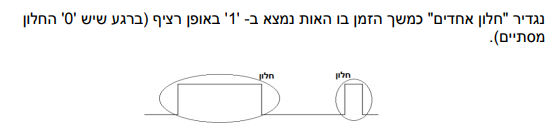 נגדיר "חלון אחדים" כמשך הזמן בו האות נמצא ב- '1' באופן רציף (ברגע שיש '0' החלון
מסתיים).
חלון
חלון